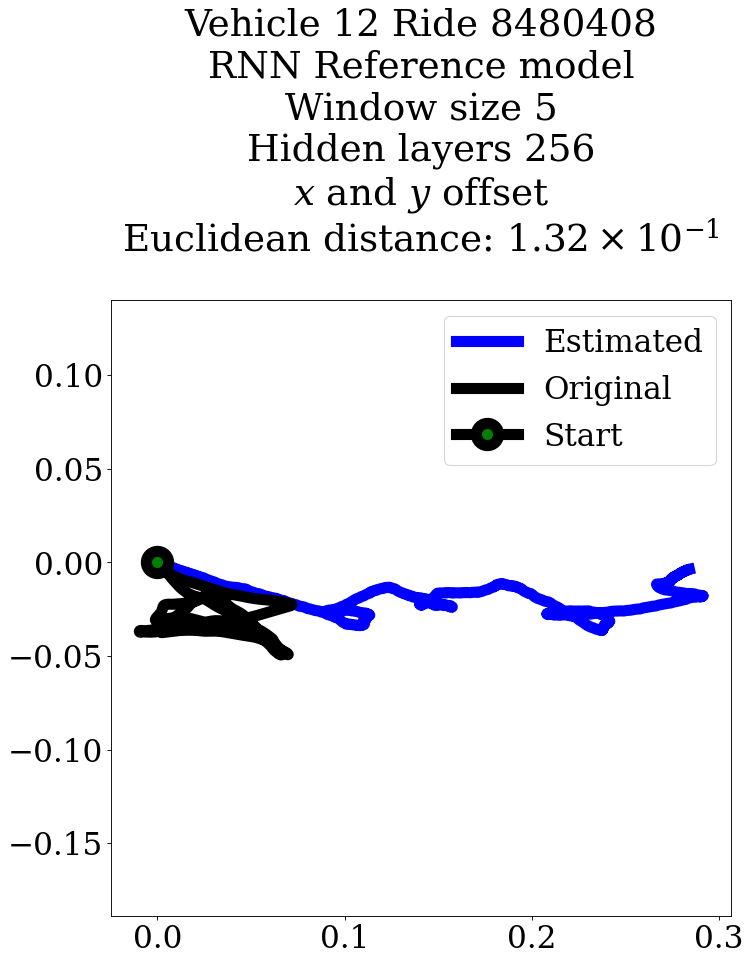 Vehicle 12 Ride 8480408
RNN Reference model
Window size 5
Hidden layers 256
x and y offset
Euclidean distance: 1.32 × 10⁻¹
Estimated
Original
Start
0.10
0.05
0.00
−0.05
−0.10
−0.15
0.0 0.1 0.2 0.3